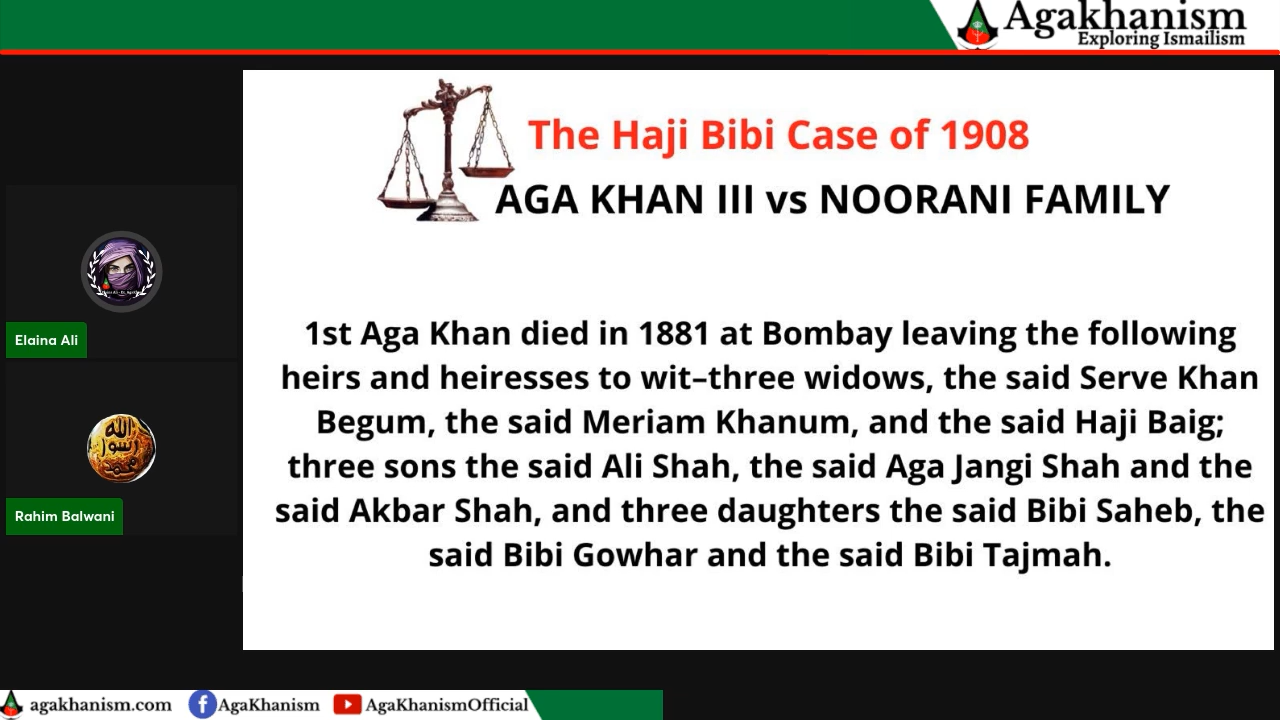 Agakhanism
Exploring Ismailism
The Haji Bibi Case of 1908
AGA KHAN III vs NOORANI FAMILY
1st Aga Khan died in 1881 at Bombay leaving the following
heirs and heiresses to wit–three widows, the said Serve Khan
Begum, the said Meriam Khanum, and the said Haji Baig;
three sons the said Ali Shah, the said Aga Jangi Shah and the
said Akbar Shah, and three daughters the said Bibi Saheb, the
said Bibi Gowhar and the said Bibi Tajmah.
Elaina Ali
الله
رسول
محمد
Rahim Balwani
agakhanism.com
AgaKhanism
AgaKhanismOfficial